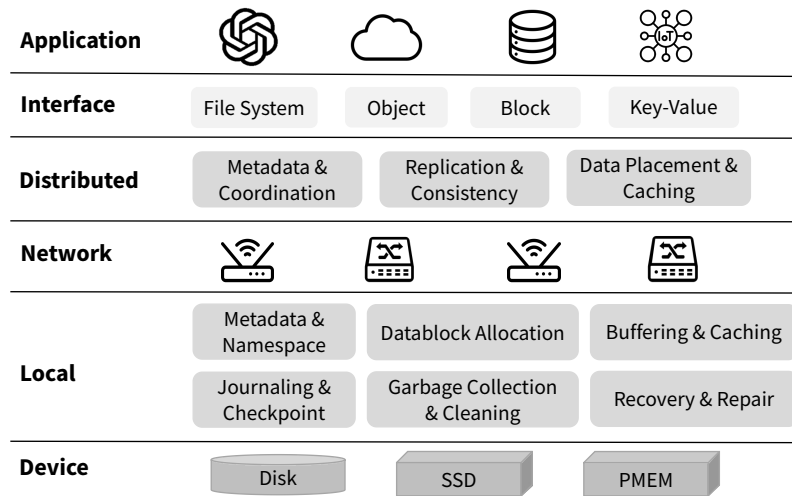 Application
IoT
Interface
File System
Object
Block
Key-Value
Distributed
Metadata &
Coordination
Replication &
Consistency
Data Placement &
Caching
Network
Local
Metadata &
Namespace
Datablock Allocation
Buffering & Caching
Journaling &
Checkpoint
Garbage Collection
& Cleaning
Recovery & Repair
Device
Disk
SSD
PMEM